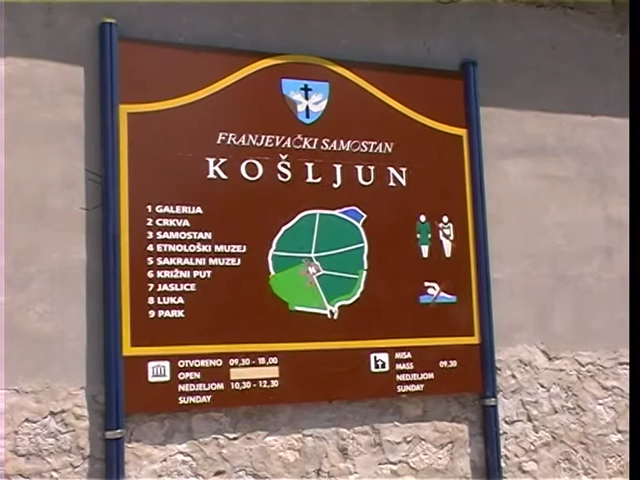 FRANJEVAČKI SAMOSTAN
KOŠLJUN
1 GALERIJA
2 CRKVA
3 SAMOSTAN
4 ETNOLOŠKI MUZEJ
5 SAKRALNI MUZEJ
6 KRIŽNI PUT
7 JASLICE
8 LUKA
9 PARK
OTVORENO 09,30 - 18,00
OPEN
NEDJELJOM 10,30 - 12,30
SUNDAY
MISA
MASS 09,30
NEDJELJOM
SUNDAY